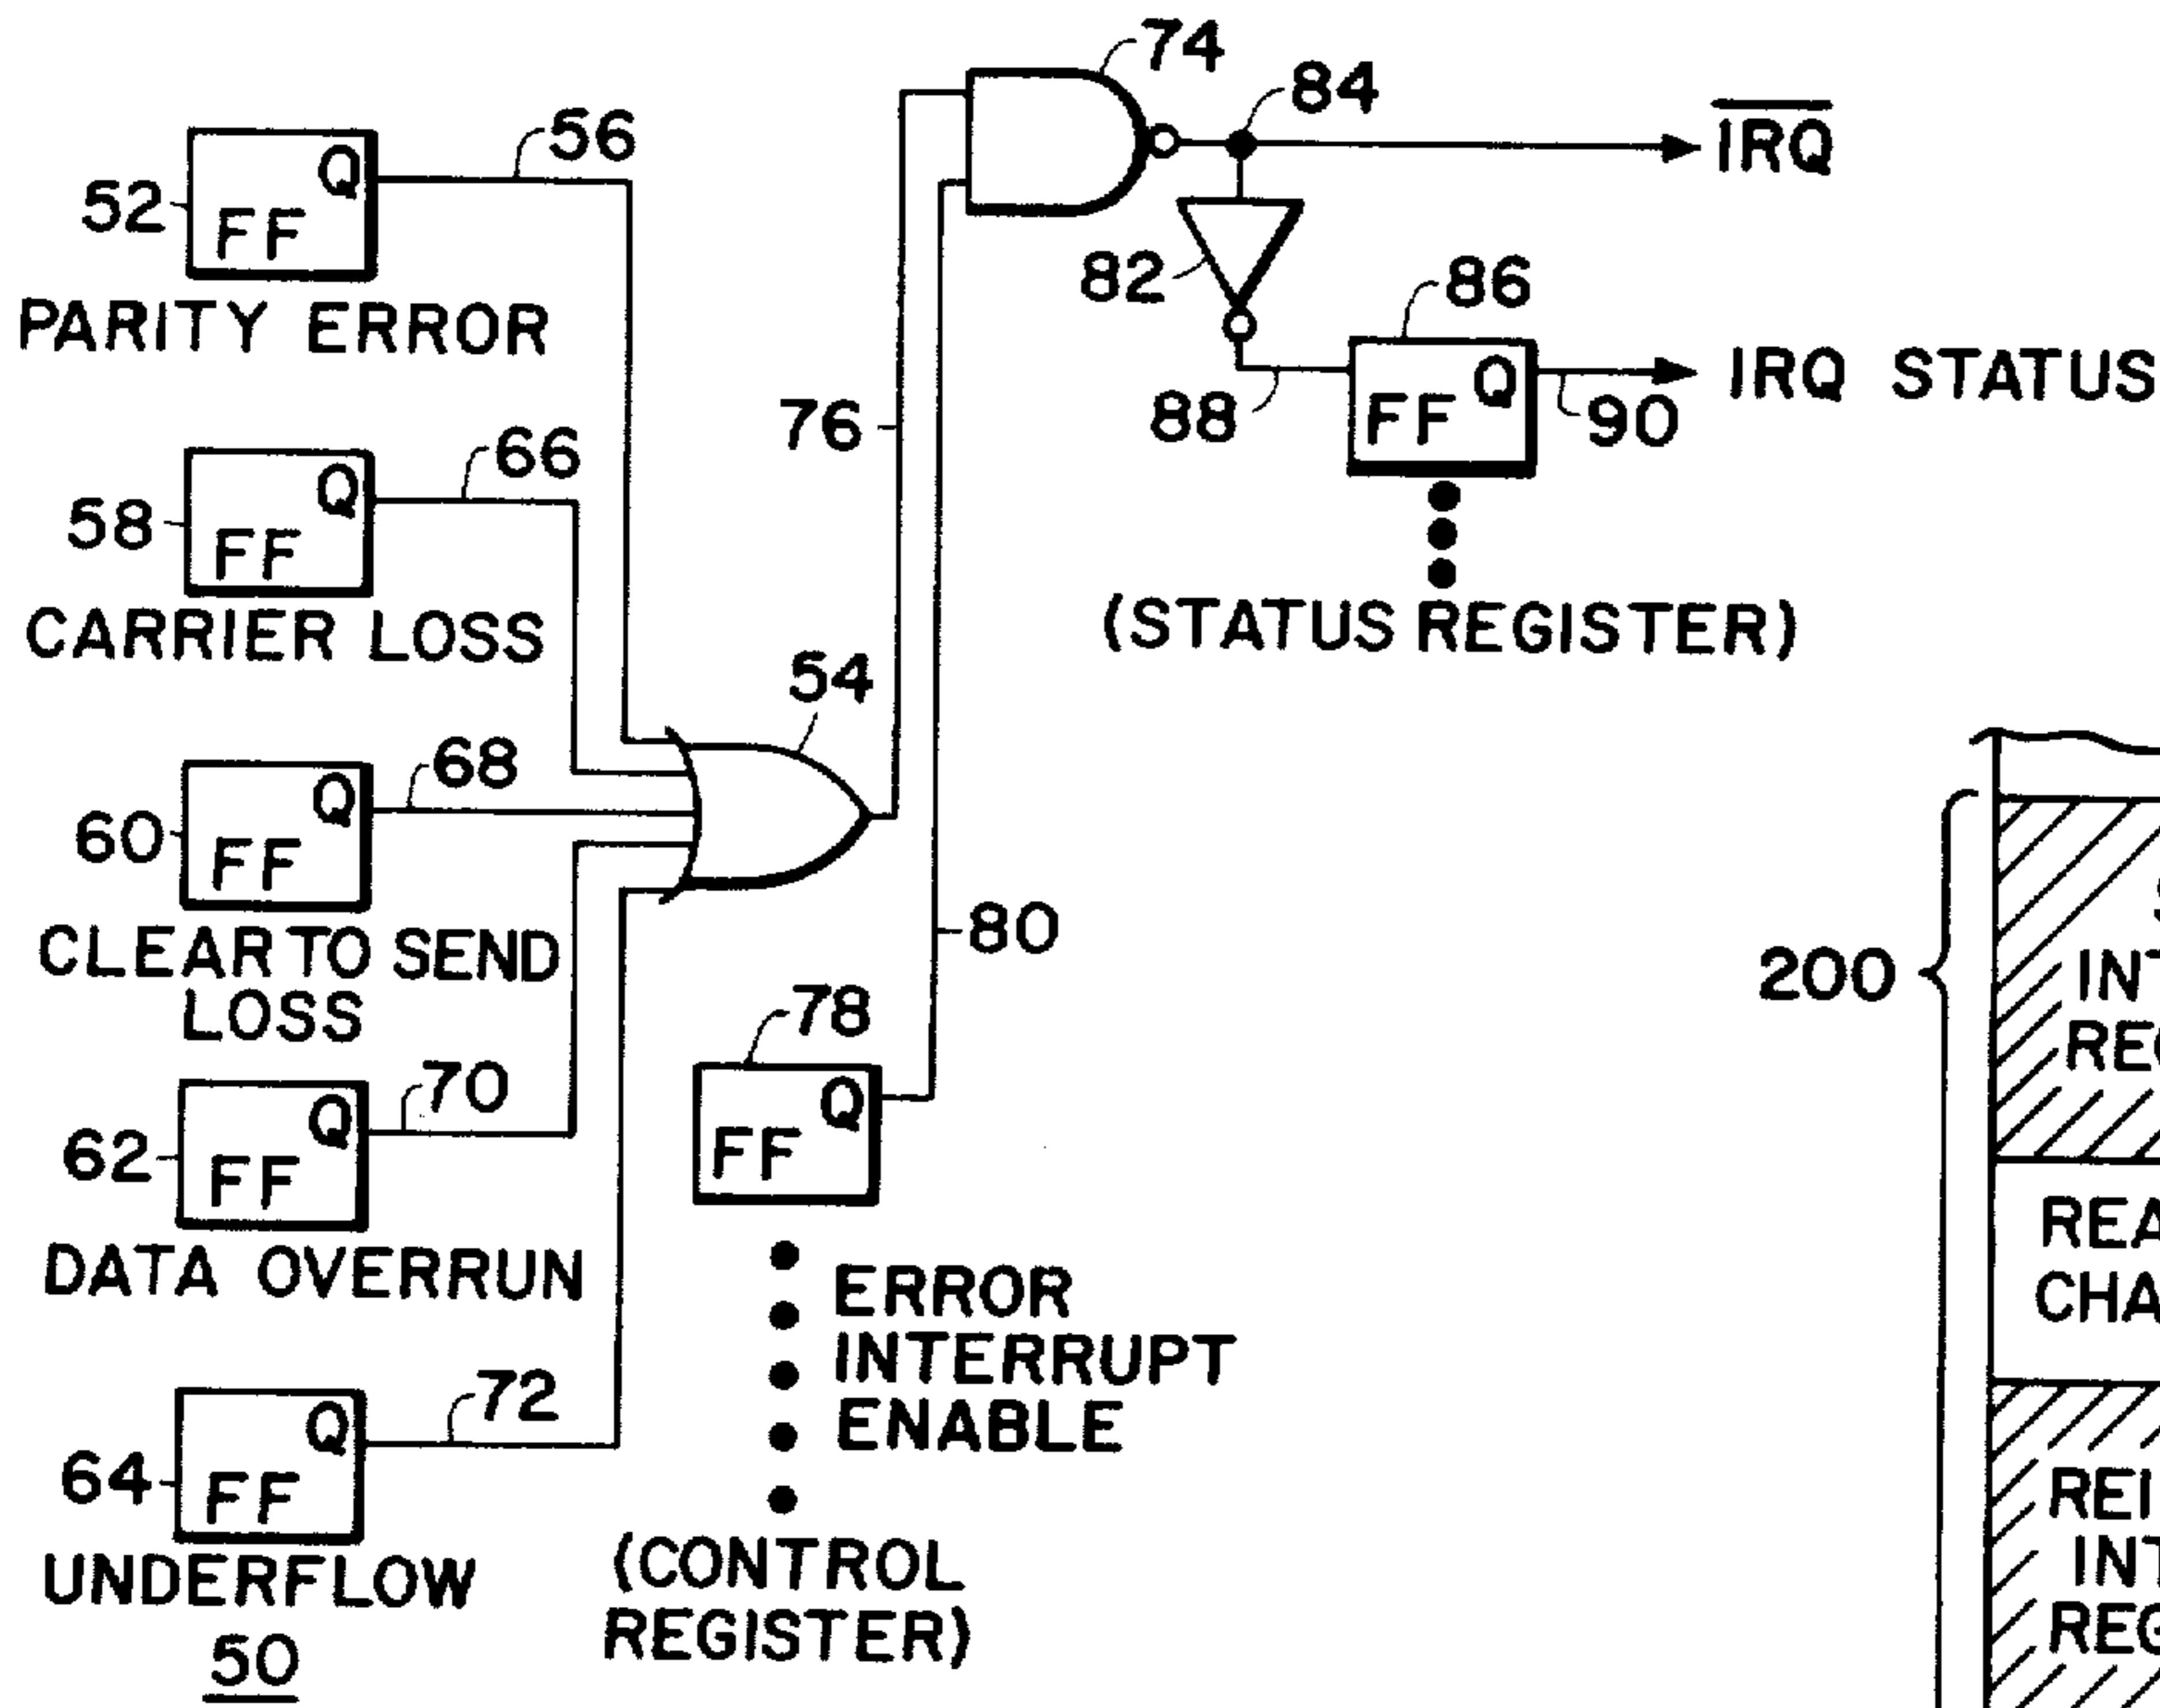 74
84
I̅R̅Q̅
56
Q
52
FF
PARITY ERROR
82
86
Q
FF
88
90
IRQ STATUS
(STATUS REGISTER)
76
66
Q
58
FF
CARRIER LOSS
54
68
Q
60
FF
CLEAR TO SEND
LOSS
80
70
Q
62
FF
DATA OVERRUN
78
Q
FF
ERROR
INTERRUPT
ENABLE
(CONTROL
REGISTER)
72
Q
64
FF
UNDERFLOW
50
200